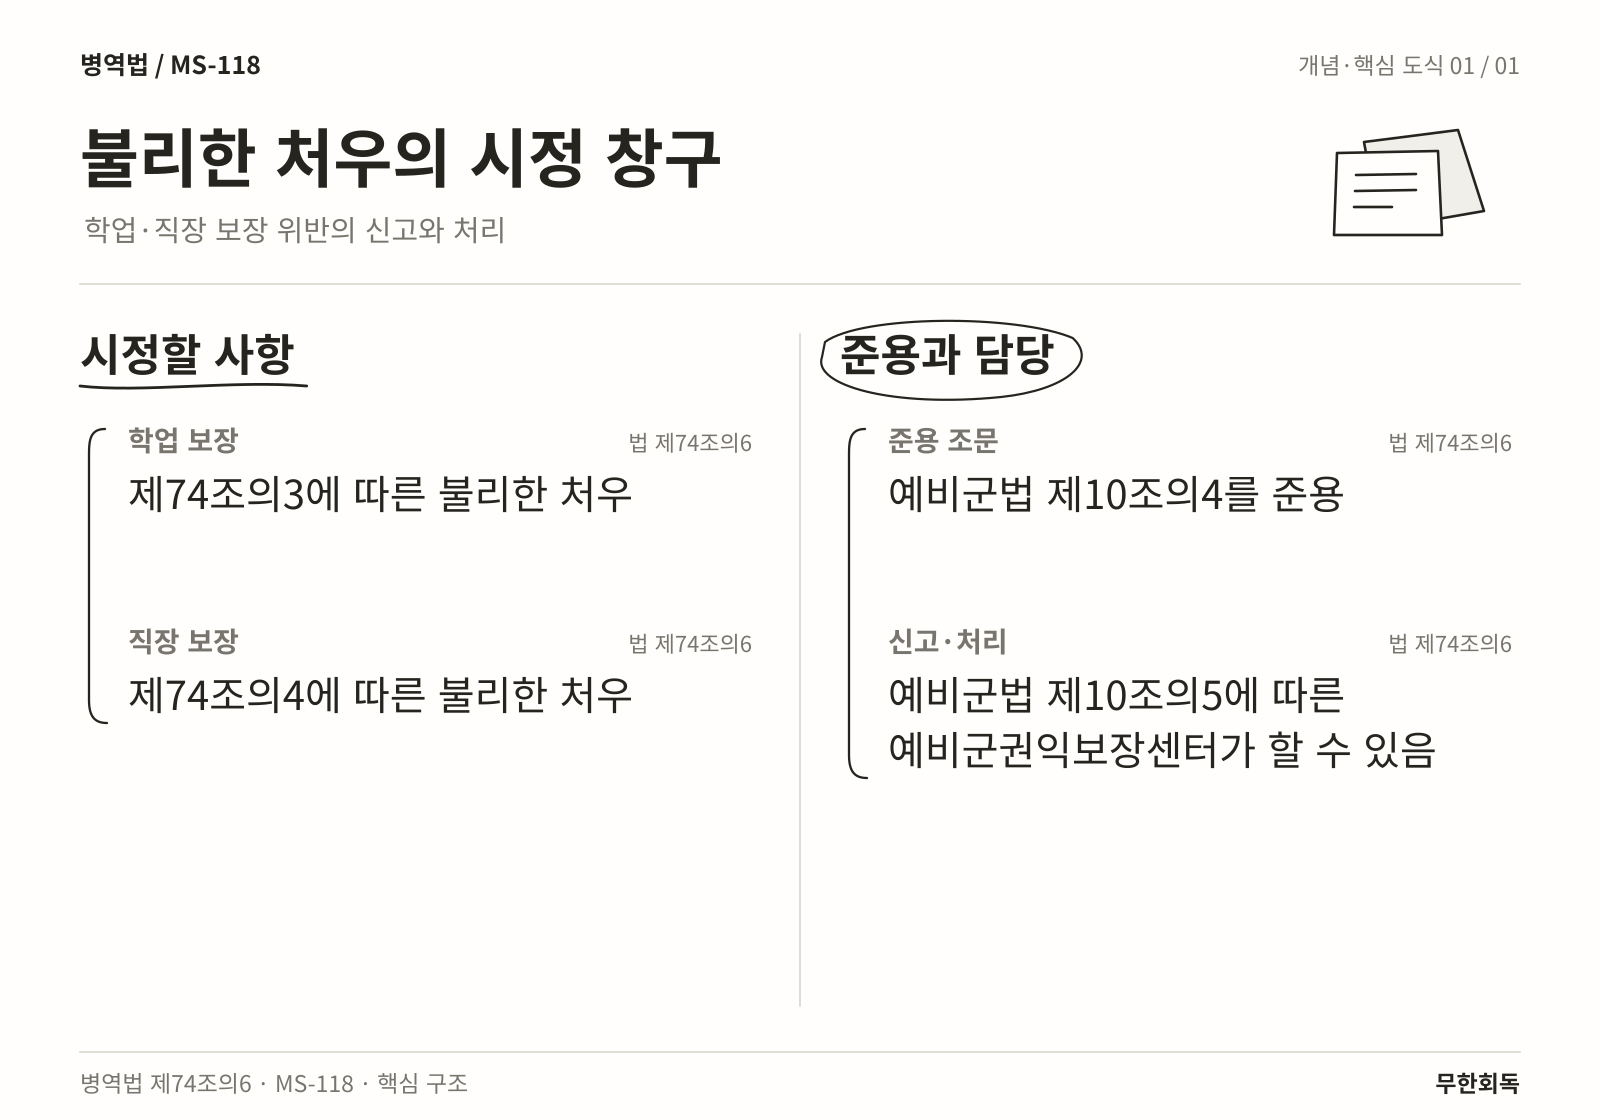 병역법 / MS-118
개념·핵심 도식 01 / 01
불리한 처우의 시정 창구
학업·직장 보장 위반의 신고와 처리
시정할 사항
학업 보장
법 제74조의6
제74조의3에 따른 불리한 처우
직장 보장
법 제74조의6
제74조의4에 따른 불리한 처우
준용과 담당
준용 조문
법 제74조의6
예비군법 제10조의4를 준용
신고·처리
법 제74조의6
예비군법 제10조의5에 따른
예비군권익보장센터가 할 수 있음
병역법 제74조의6 · MS-118 · 핵심 구조
무한회독